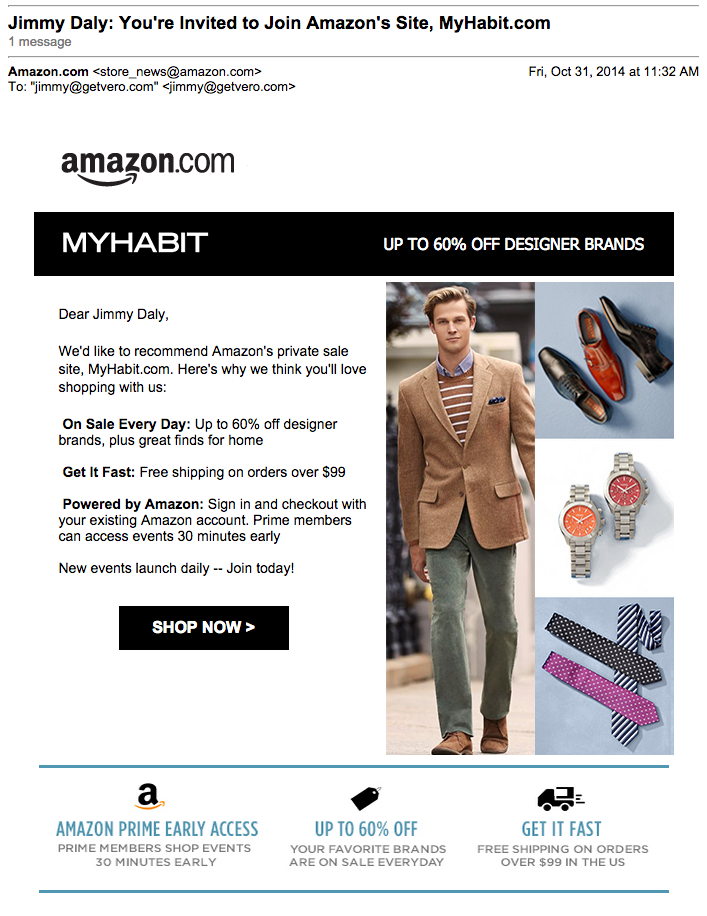 Jimmy Daly: You're Invited to Join Amazon's Site, MyHabit.com
1 message
Amazon.com <store_news@amazon.com>
Fri, Oct 31, 2014 at 11:32 AM
To: "jimmy@getvero.com" <jimmy@getvero.com>
amazon.com
MYHABIT
UP TO 60% OFF DESIGNER BRANDS
Dear Jimmy Daly,
We'd like to recommend Amazon's private sale
site, MyHabit.com. Here's why we think you'll love
shopping with us:
On Sale Every Day: Up to 60% off designer
brands, plus great finds for home
Get It Fast: Free shipping on orders over $99
Powered by Amazon: Sign in and checkout with
your existing Amazon account. Prime members
can access events 30 minutes early
New events launch daily -- Join today!
SHOP NOW >
a
AMAZON PRIME EARLY ACCESS
PRIME MEMBERS SHOP EVENTS
30 MINUTES EARLY
UP TO 60% OFF
YOUR FAVORITE BRANDS
ARE ON SALE EVERYDAY
GET IT FAST
FREE SHIPPING ON ORDERS
OVER $99 IN THE US